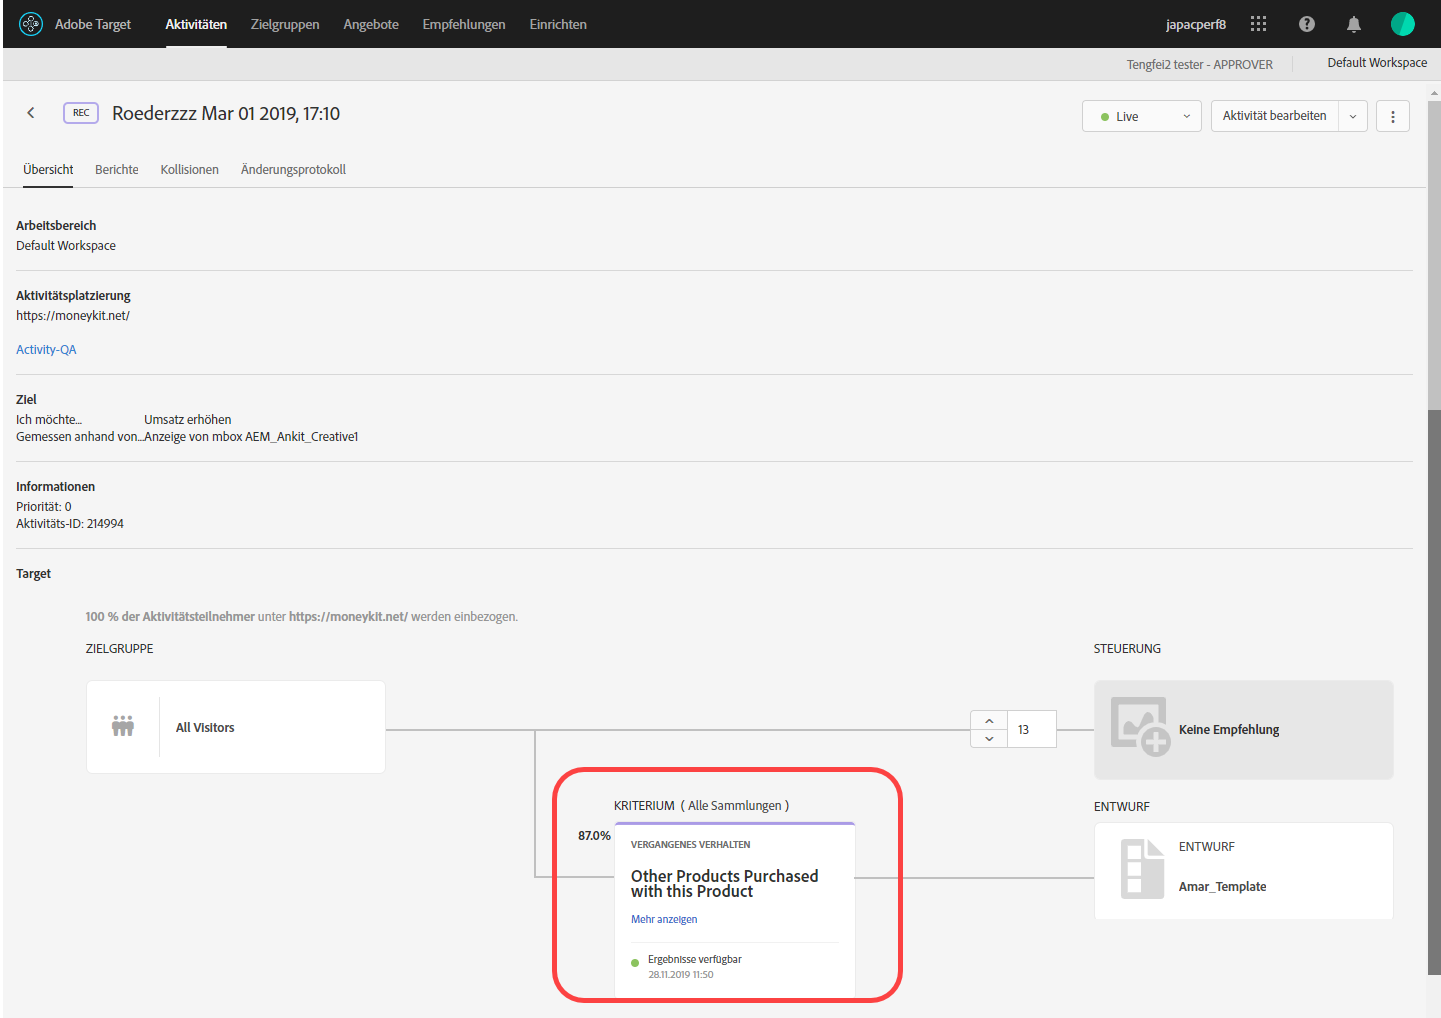 Adobe Target Aktivitäten Zielgruppen Angebote Empfehlungen Einrichten japacperf8
Tengfei2 tester - APPROVER Default Workspace
REC Roederzzz Mar 01 2019, 17:10 Live Aktivität bearbeiten
Übersicht Berichte Kollisionen Änderungsprotokoll
Arbeitsbereich
Default Workspace
Aktivitätsplatzierung
https://moneykit.net/
Activity-QA
Ziel
Ich möchte... Umsatz erhöhen
Gemessen anhand von...Anzeige von mbox AEM_Ankit_Creative1
Informationen
Priorität: 0
Aktivitäts-ID: 214994
Target
100 % der Aktivitätsteilnehmer unter https://moneykit.net/ werden einbezogen.
ZIELGRUPPE STEUERUNG
All Visitors 13 Keine Empfehlung
KRITERIUM ( Alle Sammlungen ) ENTWURF
87.0%
VERGANGENES VERHALTEN ENTWURF
Other Products Purchased
with this Product Amar_Template
Mehr anzeigen
Ergebnisse verfügbar
28.11.2019 11:50